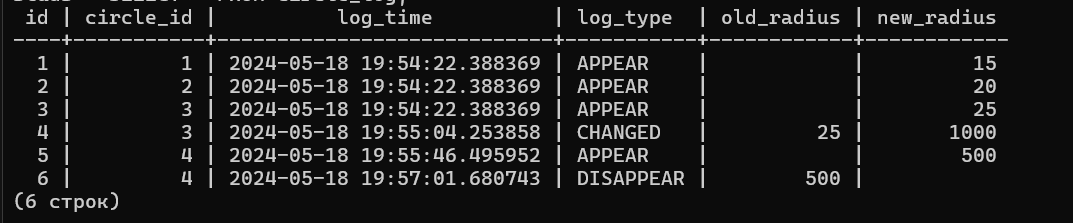 id | circle_id |          log_time          | log_type  | old_radius | new_radius
----+-----------+----------------------------+-----------+------------+------------
  1 |         1 | 2024-05-18 19:54:22.388369 | APPEAR    |            |         15
  2 |         2 | 2024-05-18 19:54:22.388369 | APPEAR    |            |         20
  3 |         3 | 2024-05-18 19:54:22.388369 | APPEAR    |            |         25
  4 |         3 | 2024-05-18 19:55:04.253858 | CHANGED   |         25 |       1000
  5 |         4 | 2024-05-18 19:55:46.495952 | APPEAR    |            |        500
  6 |         4 | 2024-05-18 19:57:01.680743 | DISAPPEAR |        500 |
(6 строк)